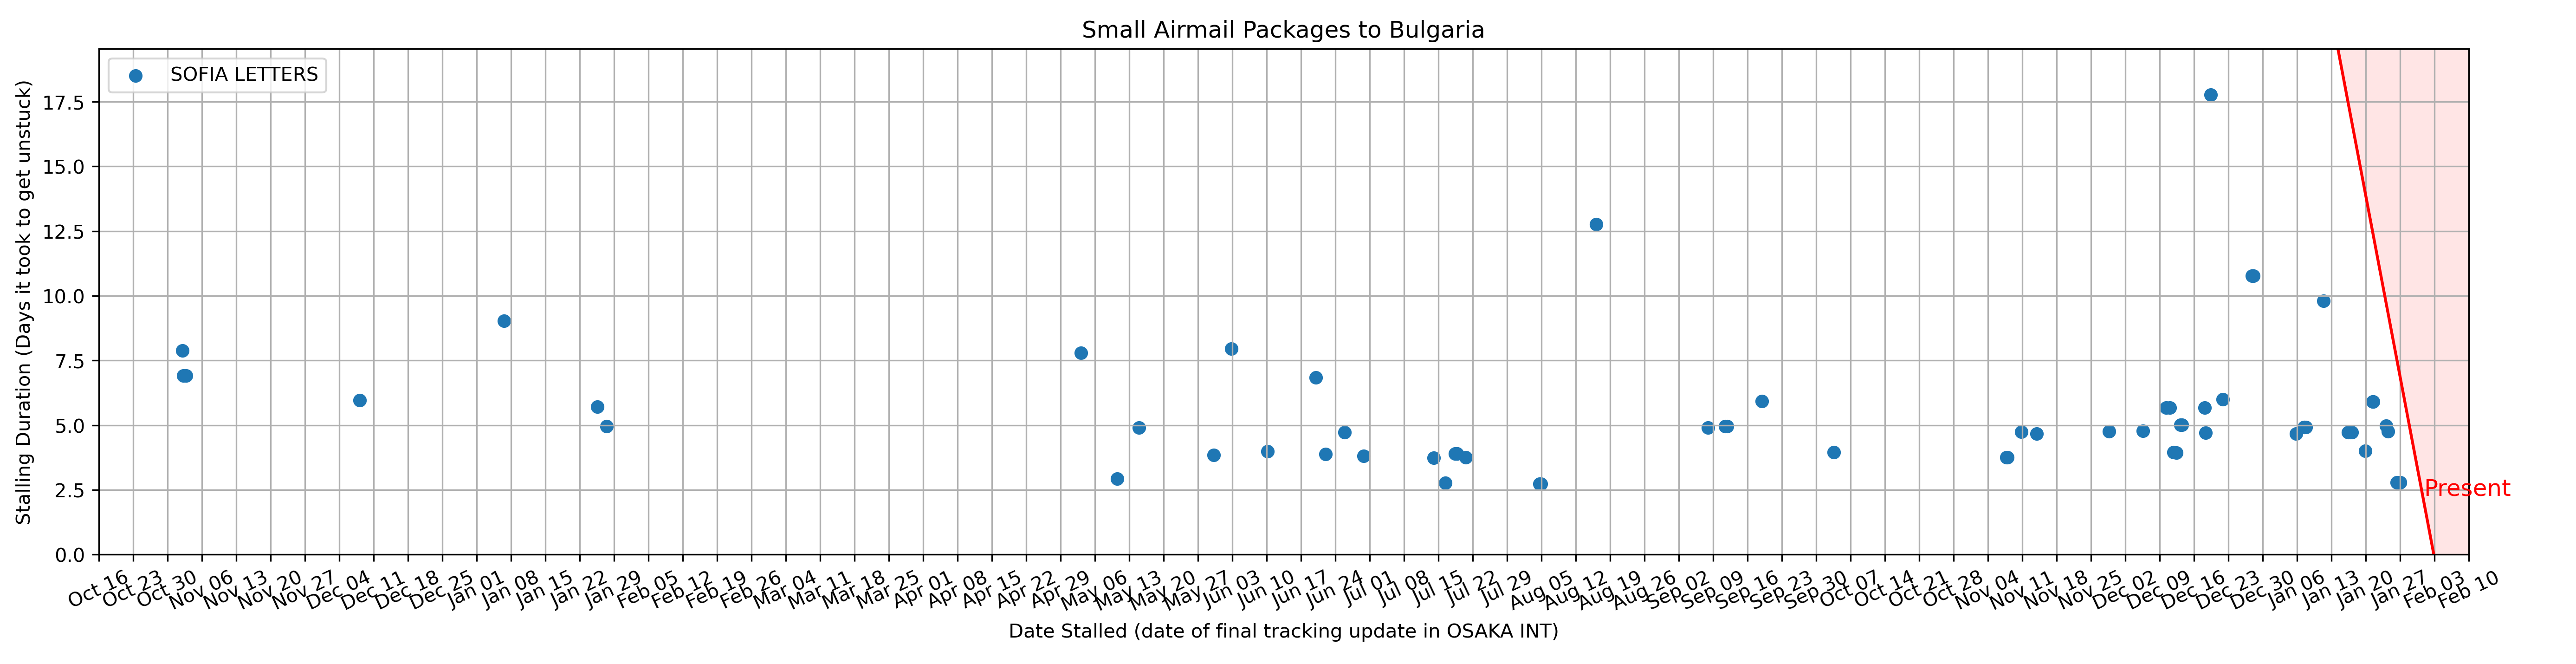 Small Airmail Packages to Bulgaria
SOFIA LETTERS
Stalling Duration (Days it took to get unstuck)
17.5
15.0
12.5
10.0
7.5
5.0
2.5
0.0
Present
Oct 16
Oct 23
Oct 30
Nov 06
Nov 13
Nov 20
Nov 27
Dec 04
Dec 11
Dec 18
Dec 25
Jan 01
Jan 08
Jan 15
Jan 22
Jan 29
Feb 05
Feb 12
Feb 19
Feb 26
Mar 04
Mar 11
Mar 18
Mar 25
Apr 01
Apr 08
Apr 15
Apr 22
Apr 29
May 06
May 13
May 20
May 27
Jun 03
Jun 10
Jun 17
Jun 24
Jul 01
Jul 08
Jul 15
Jul 22
Jul 29
Aug 05
Aug 12
Aug 19
Aug 26
Sep 02
Sep 09
Sep 16
Sep 23
Sep 30
Oct 07
Oct 14
Oct 21
Oct 28
Nov 04
Nov 11
Nov 18
Nov 25
Dec 02
Dec 09
Dec 16
Dec 23
Dec 30
Jan 06
Jan 13
Jan 20
Jan 27
Feb 03
Feb 10
Date Stalled (date of final tracking update in OSAKA INT)